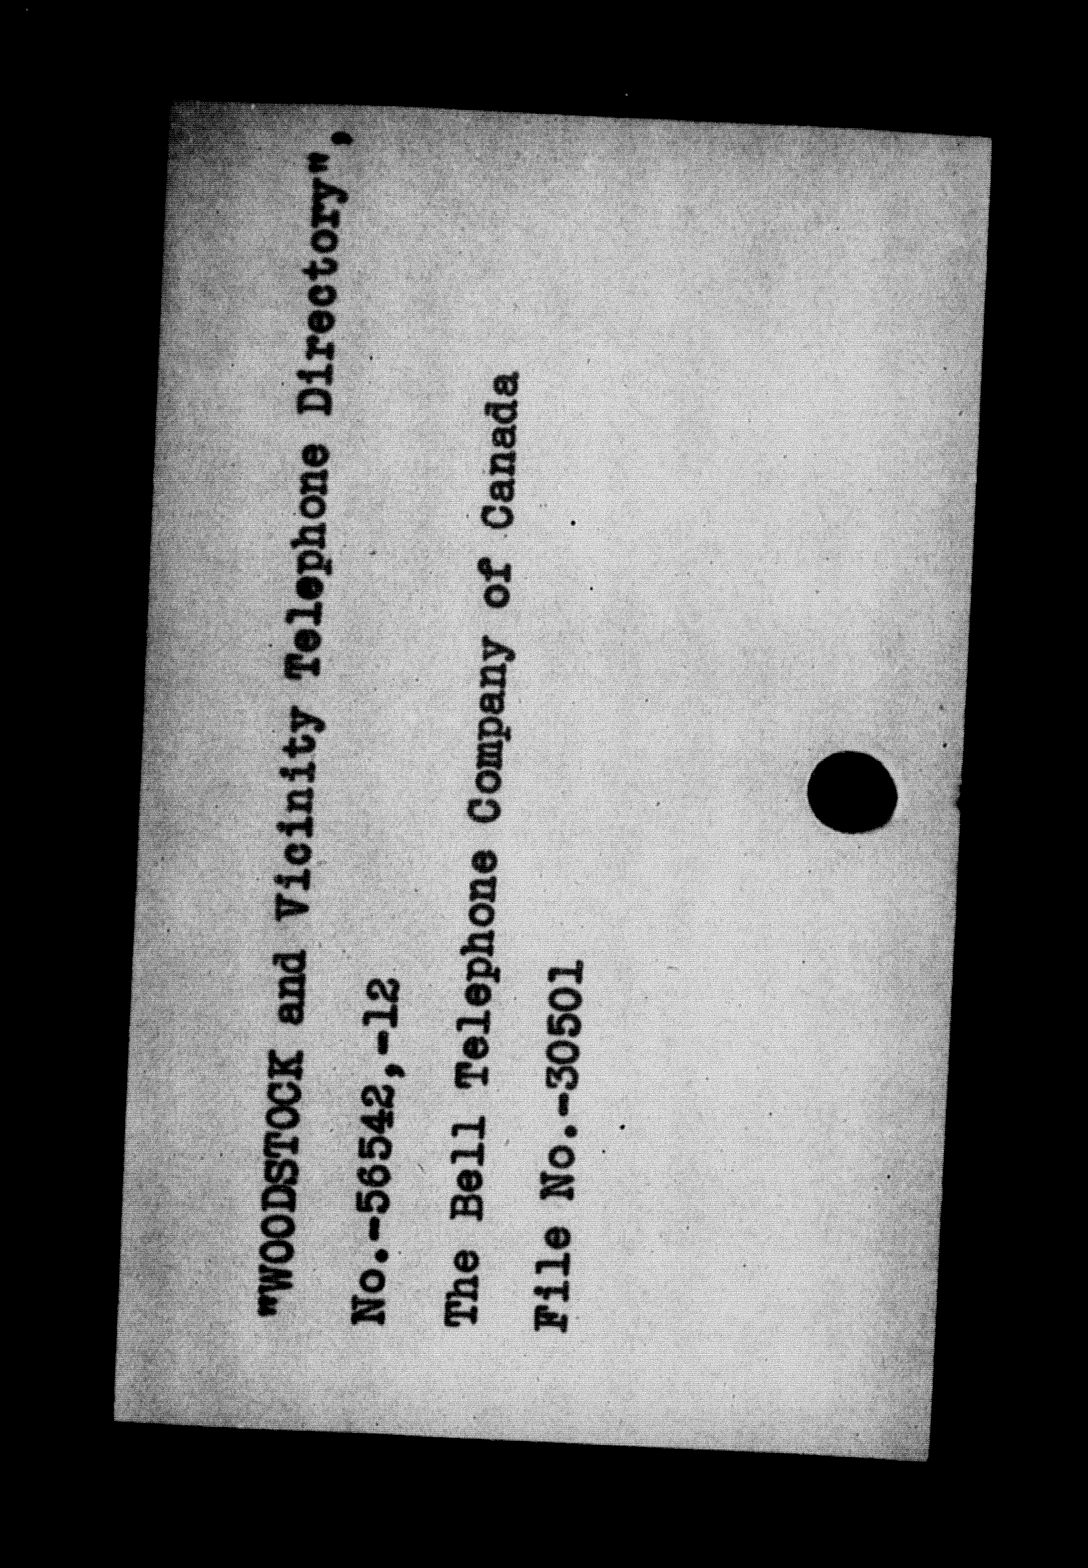 "WOODSTOCK and Vicinity Telephone Directory",
No.-56542,-12
The Bell Telephone Company of Canada
File No.-30501